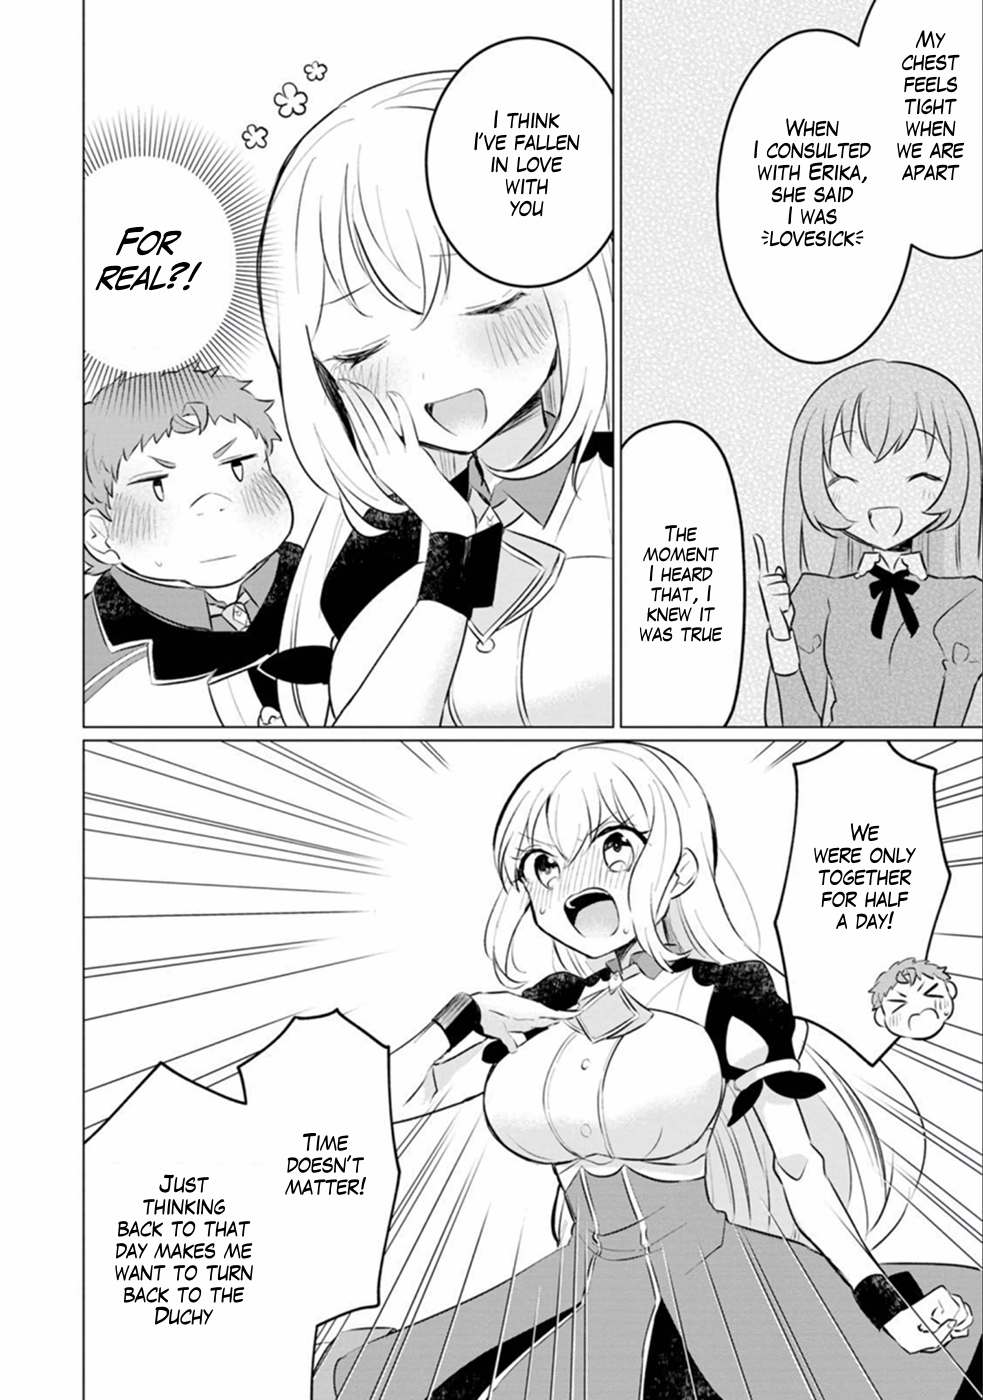 MY
CHEST
FEELS
TIGHT
WHEN
WE ARE
APART
WHEN
I CONSULTED
WITH ERIKA,
SHE SAID
I WAS
LOVESICK
THE
MOMENT
I HEARD
THAT, I
KNEW IT
WAS TRUE
I THINK
I'VE FALLEN
IN LOVE
WITH
YOU
FOR
REAL?!
WE
WERE ONLY
TOGETHER
FOR HALF
A DAY!
TIME
DOESN'T
MATTER!
JUST
THINKING
BACK TO THAT
DAY MAKES ME
WANT TO TURN
BACK TO THE
DUCHY